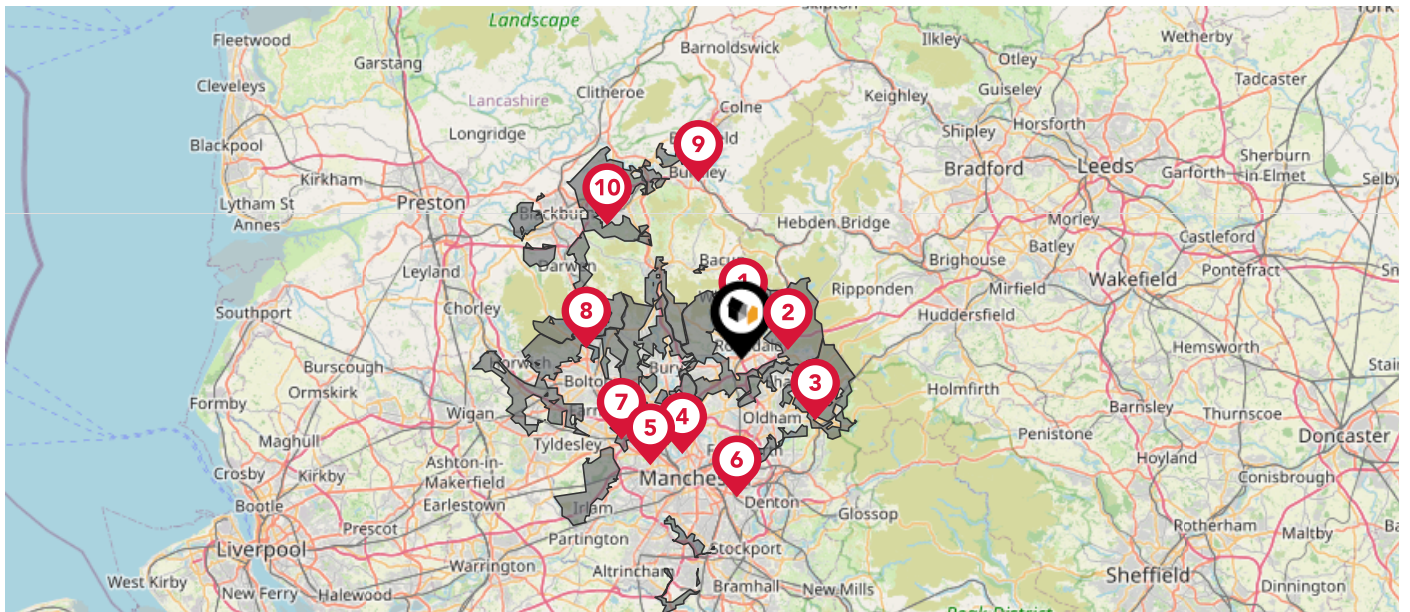 Skipton
York
Landscape
Fleetwood
Barnoldswick
Ilkley
Wetherby
Garstang
Otley
Cleveleys
Tadcaster
Clitheroe
Guiseley
Lancashire
Colne
Keighley
Longridge
Shipley
Horsforth
Blackpool
9
Bradford
Leeds
Sherburn
in-Elmet
Kirkham
10
Garforth
Selby
Lytham St
Annes
Preston
Hebden Bridge
Morley
Castleford
Batley
Leyland
Brighouse
Wakefield
Pontefract
1
Mirfield
Ripponden
Chorley
8
2
Southport
Huddersfield
Hemsworth
Burscough
Bury
Ormskirk
3
Holmfirth
Formby
Wigan
7
5
4
Oldham
Barnsley
Thurnscoe
Maghull
Tyldesley
Penistone
Doncaster
Crosby
Kirkby
Ashton-in-
Makerfield
6
Hoyland
Conisbrough
Bootle
Earlestown
Irlam
Denton
Glossop
Prescot
Partington
Rotherham
Maltby
Liverpool
Warrington
Stockport
West Kirby
New Ferry
Halewood
Altrincham
Bramhall
New Mills
Sheffield
Dinnington